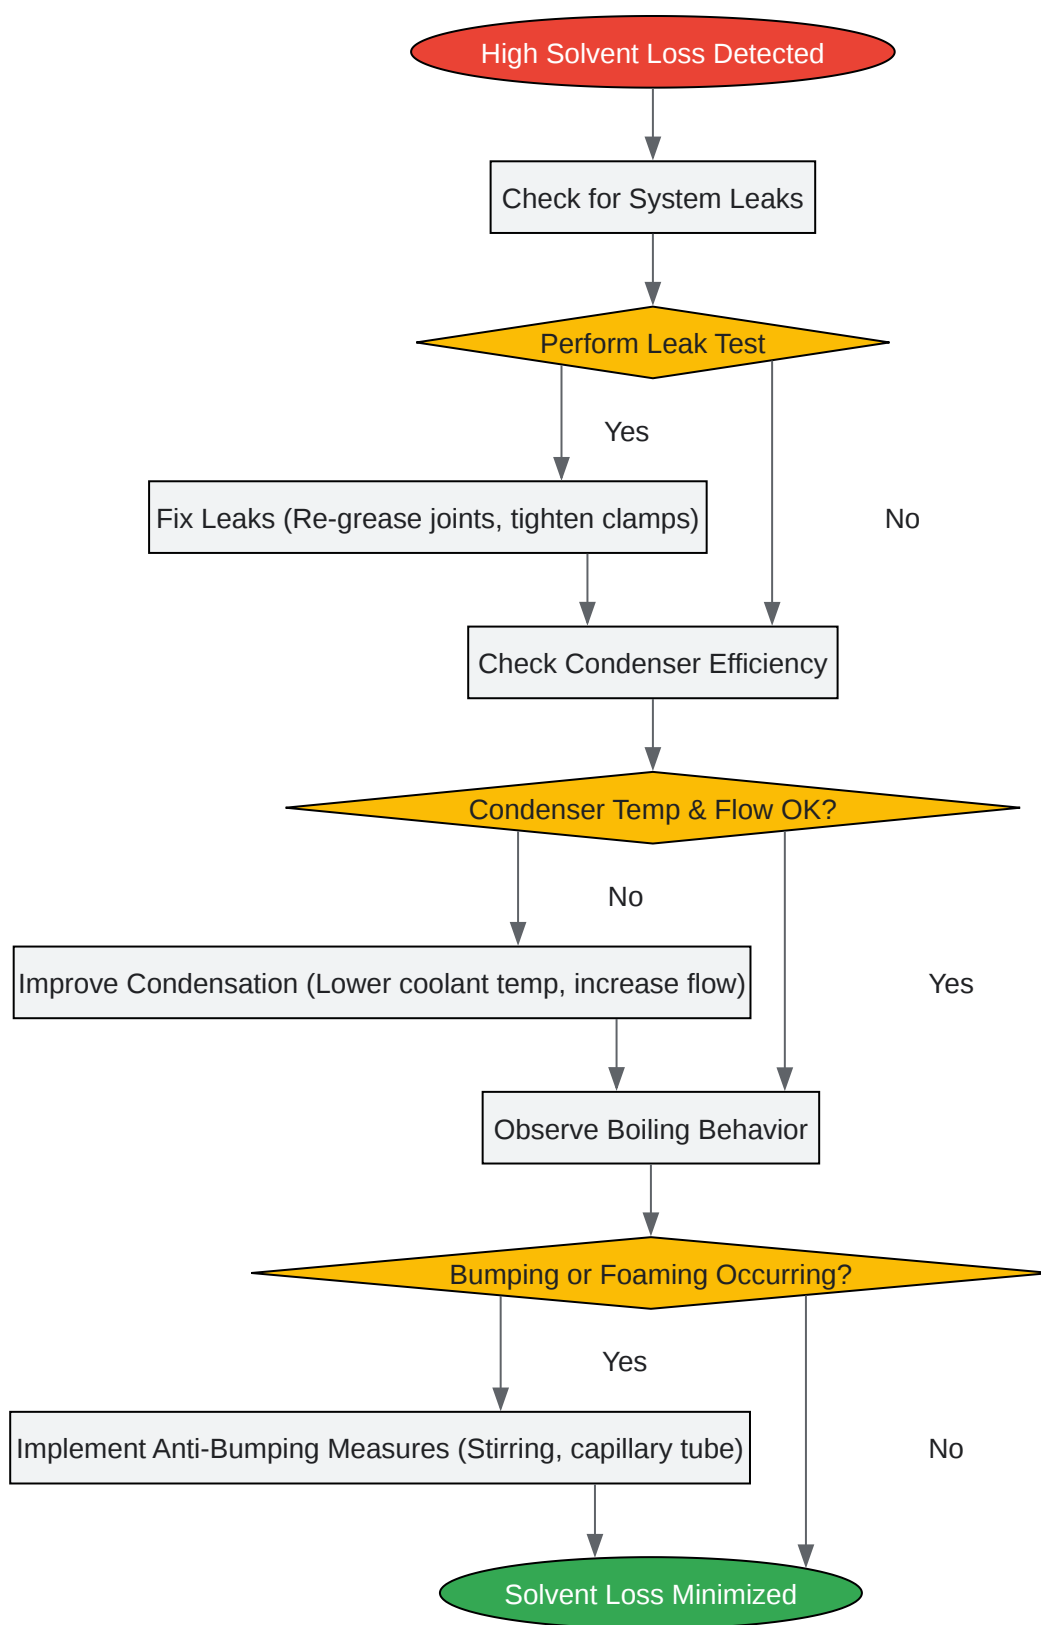 High Solvent Loss Detected
Check for System Leaks
Perform Leak Test
Yes
Fix Leaks (Re-grease joints, tighten clamps)
No
Check Condenser Efficiency
Condenser Temp & Flow OK?
No
Improve Condensation (Lower coolant temp, increase flow)
Yes
Observe Boiling Behavior
Bumping or Foaming Occurring?
Yes
Implement Anti-Bumping Measures (Stirring, capillary tube)
No
Solvent Loss Minimized